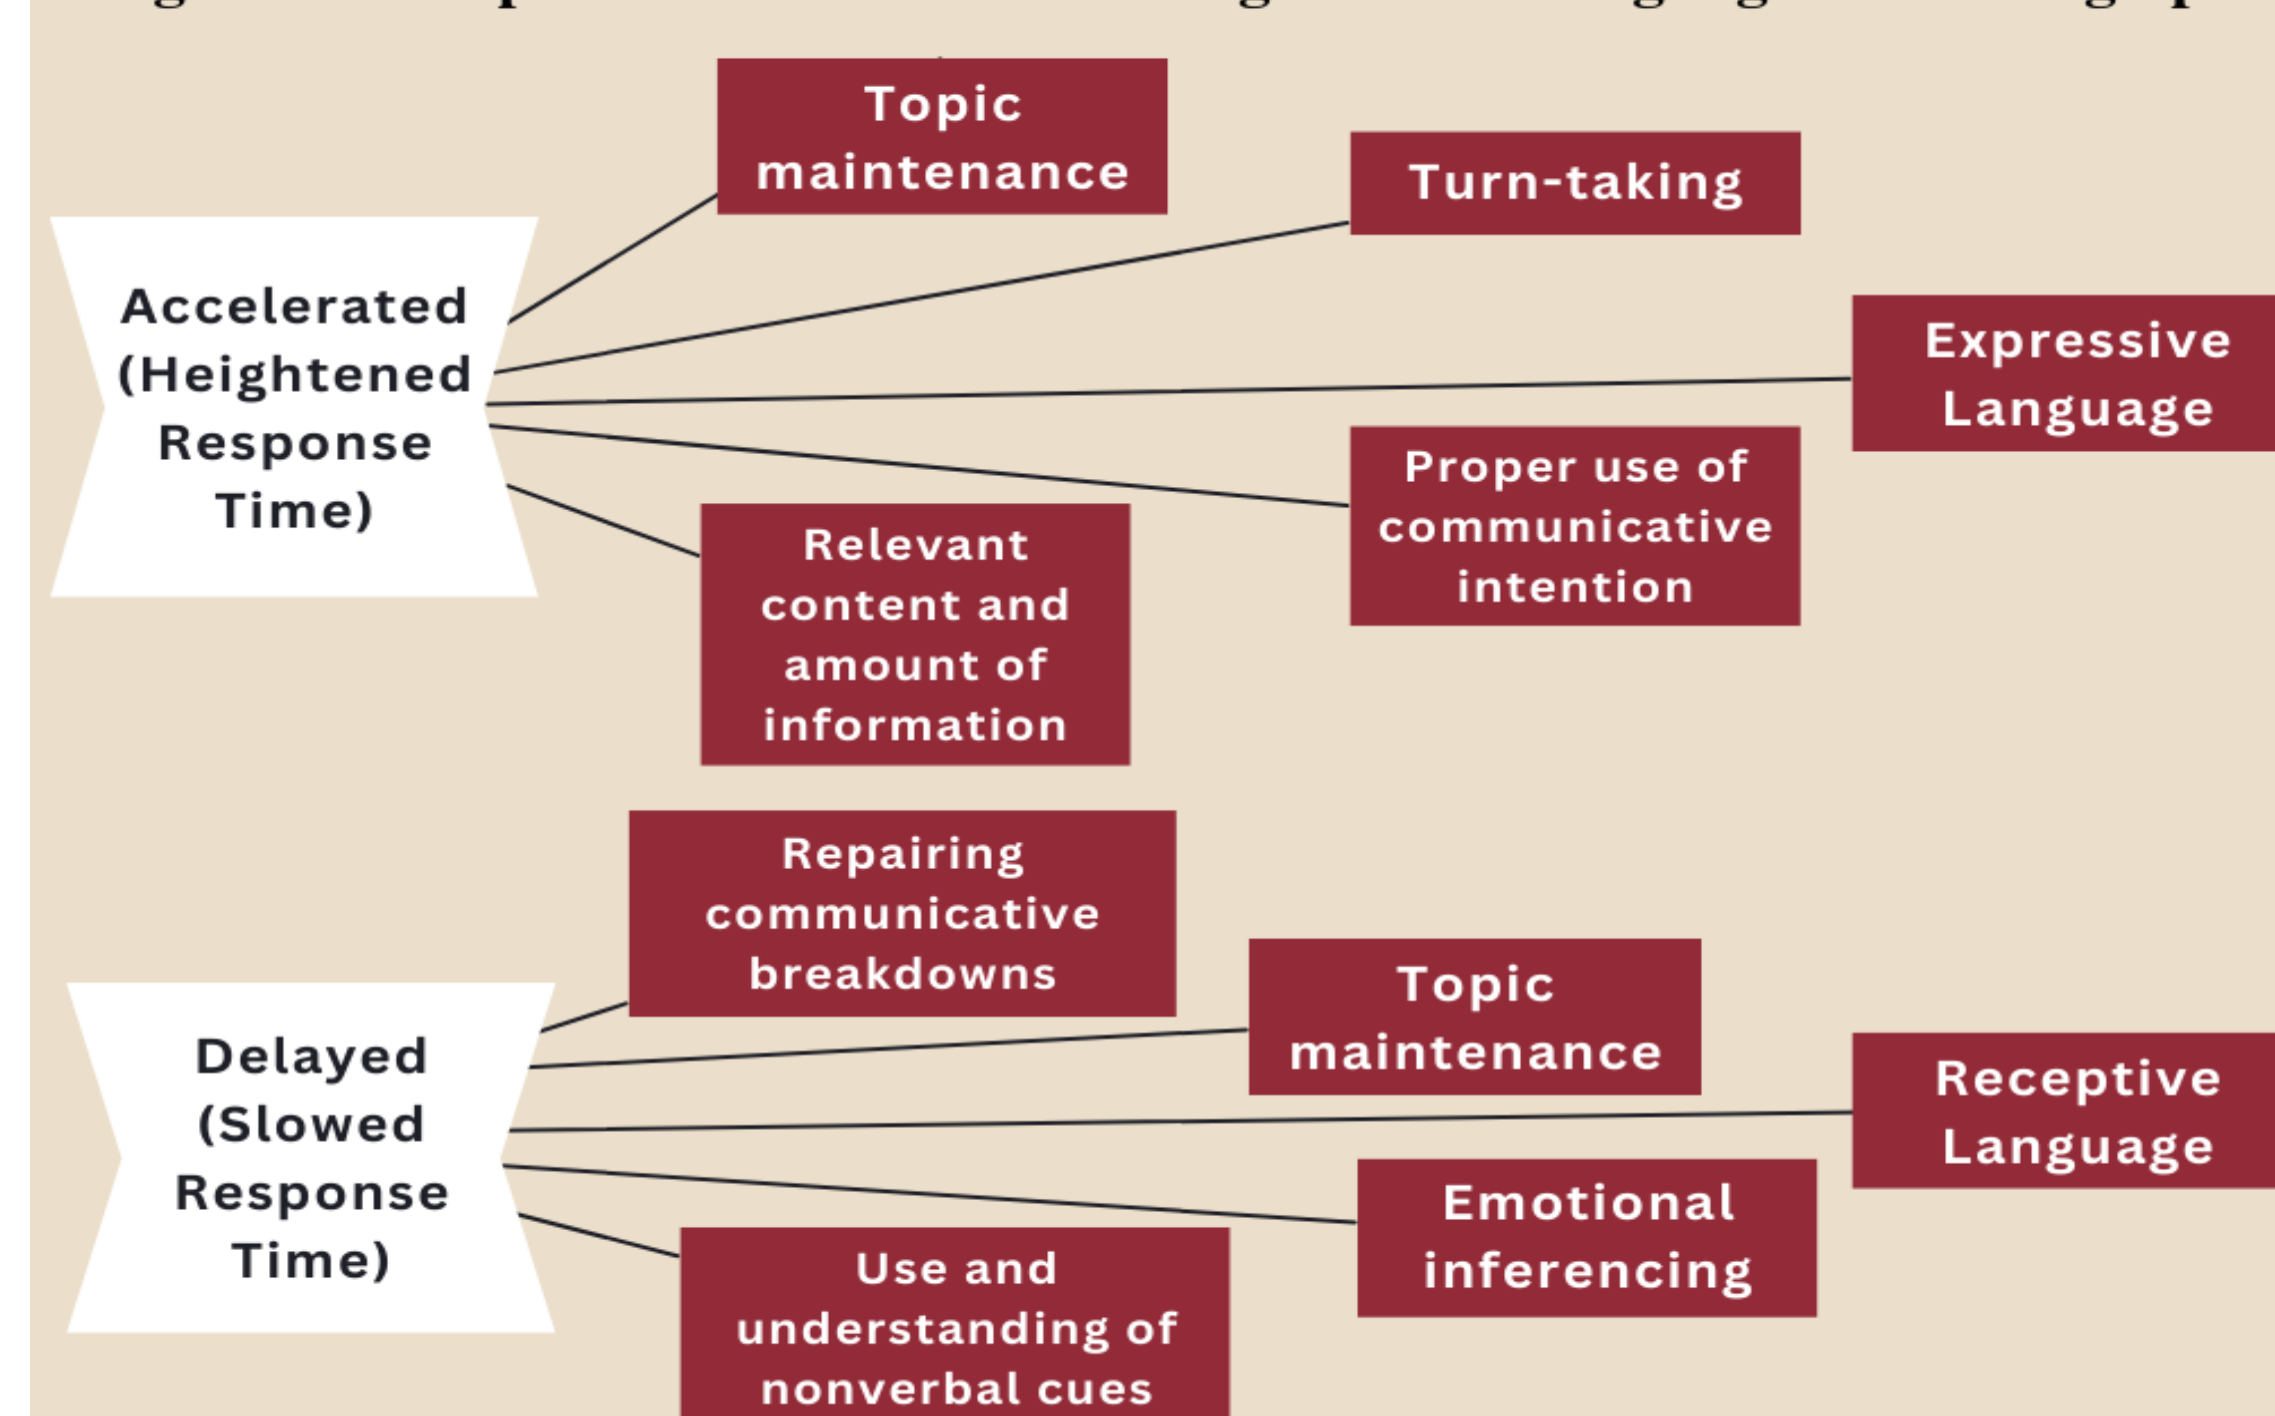 Topic
maintenance
Turn-taking
Accelerated
(Heightened
Response
Time)
Expressive
Language
Proper use of
communicative
intention
Relevant
content and
amount of
information
Repairing
communicative
breakdowns
Topic
maintenance
Delayed
(Slowed
Response
Time)
Receptive
Language
Emotional
inferencing
Use and
understanding of
nonverbal cues